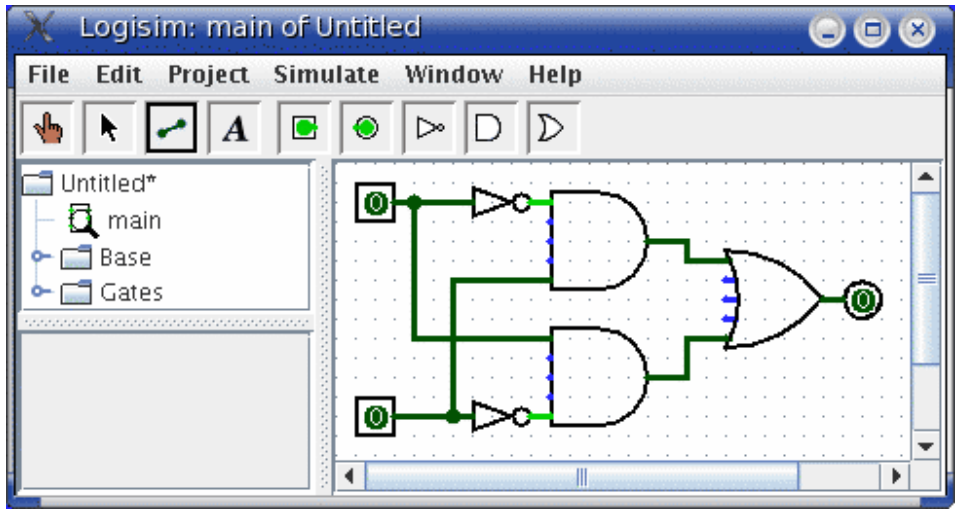 Logisim: main of Untitled
File Edit Project Simulate Window Help
A
Untitled*
main
Base
Gates
0
0
0